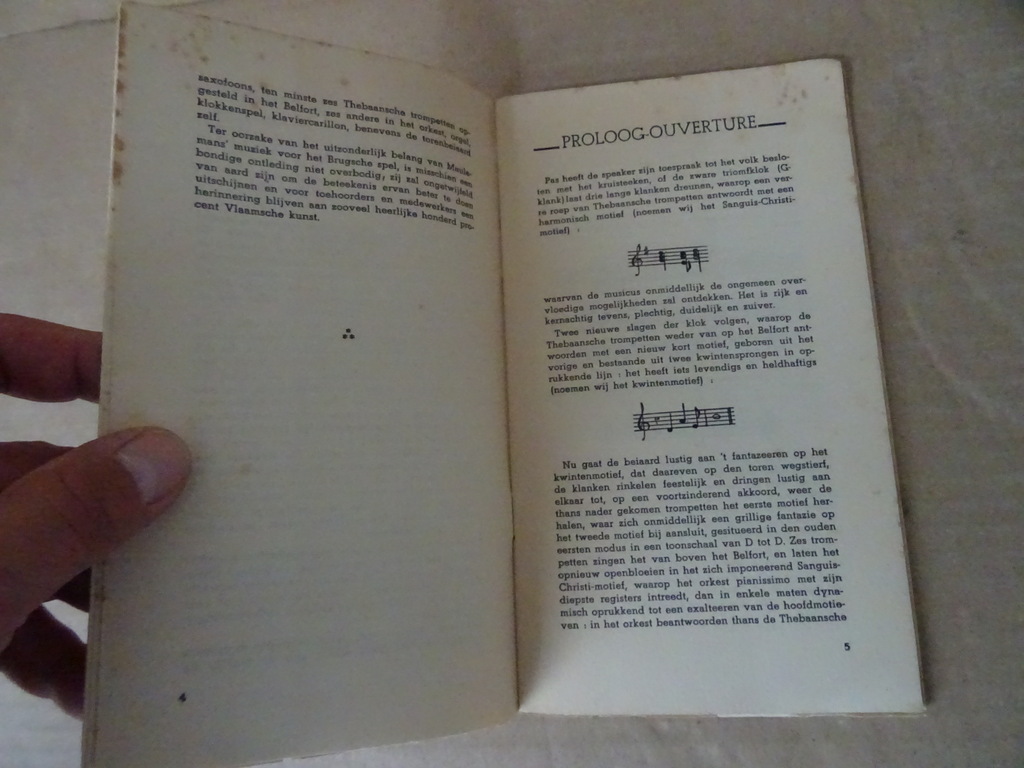 saxofoons, ten minste zes Thebaansche trompetten op-
gesteld in het Belfort, zes andere in het orkest, orgel,
klokkenspel, klaviercarillon, benevens de torenbeiaard
zelf.
Ter oorzake van het uitzonderlijk belang van Meule-
mans' muziek voor het Brugsche spel, is misschien een
bondige ontleding niet overbodig; zij zal ongetwijfeld
van aard zijn om de beteekenis ervan beter te doen
uitschijnen en voor toehoorders en medewerkers een
herinnering blijven aan zooveel heerlijke honderd pro-
cent Vlaamsche kunst.
4
PROLOOG-OUVERTURE
Pas heeft de speaker zijn toespraak tot het volk beslo-
ten met het kruisteeken, of de zware triomfklok (G-
klank) laat drie lange klanken dreunen, waarop een ver-
re roep van Thebaansche trompetten antwoordt met een
harmonisch motief (noemen wij het Sanguis-Christi-
motief) :
waarvan de musicus onmiddellijk de ongemeen over-
vloedige mogelijkheden zal ontdekken. Het is rijk en
kernachtig tevens, plechtig, duidelijk en zuiver.
Twee nieuwe slagen der klok volgen, waarop de
Thebaansche trompetten weder van op het Belfort ant-
woorden met een nieuw kort motief, geboren uit het
vorige en bestaande uit twee kwintensprongen in op-
rukkende lijn : het heeft iets levendigs en heldhaftigs
(noemen wij het kwintenmotief) :
Nu gaat de beiaard lustig aan 't fantazeeren op het
kwintenmotief, dat daareven op den toren wegstierf,
de klanken rinkelen feestelijk en dringen lustig aan
elkaar tot, op een voortzinderend akkoord, weer de
thans nader gekomen trompetten het eerste motief her-
halen, waar zich onmiddellijk een grillige fantazie op
het tweede motief bij aansluit, gesitueerd in den ouden
eersten modus in een toonschaal van D tot D. Zes trom-
petten zingen het van boven het Belfort, en laten het
opnieuw openbloeien in het zich imponeerend Sanguis-
Christi-motief, waarop het orkest pianissimo met zijn
diepste registers intreedt, dan in enkele maten dyna-
misch oprukkend tot een exalteeren van de hoofdmotie-
ven : in het orkest beantwoorden thans de Thebaansche
5